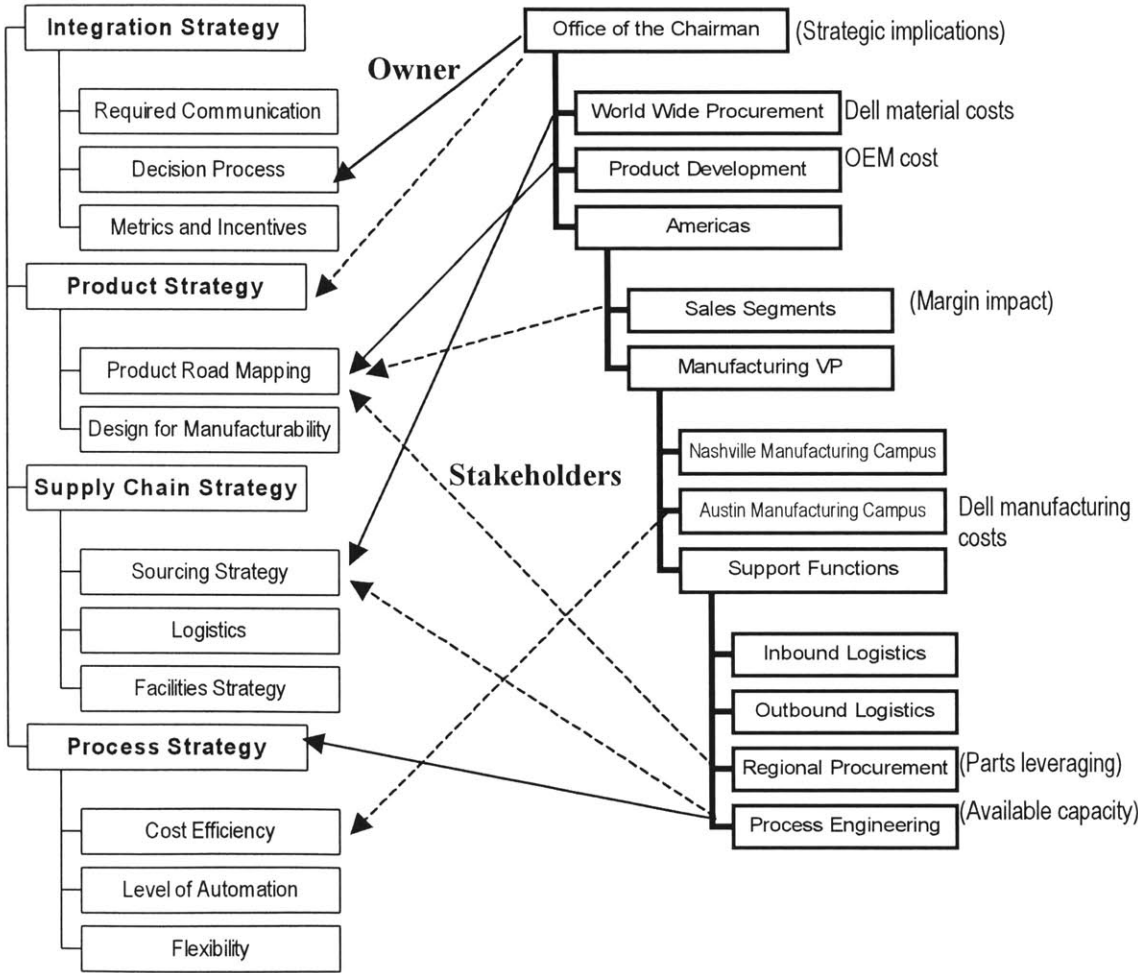 Integration Strategy
Required Communication
Decision Process
Metrics and Incentives
Product Strategy
Product Road Mapping
Design for Manufacturability
Supply Chain Strategy
Sourcing Strategy
Logistics
Facilities Strategy
Process Strategy
Cost Efficiency
Level of Automation
Flexibility
Owner
Stakeholders
Office of the Chairman (Strategic implications)
World Wide Procurement Dell material costs
Product Development OEM cost
Americas
Sales Segments (Margin impact)
Manufacturing VP
Nashville Manufacturing Campus
Austin Manufacturing Campus Dell manufacturing
costs
Support Functions
Inbound Logistics
Outbound Logistics
Regional Procurement (Parts leveraging)
Process Engineering (Available capacity)